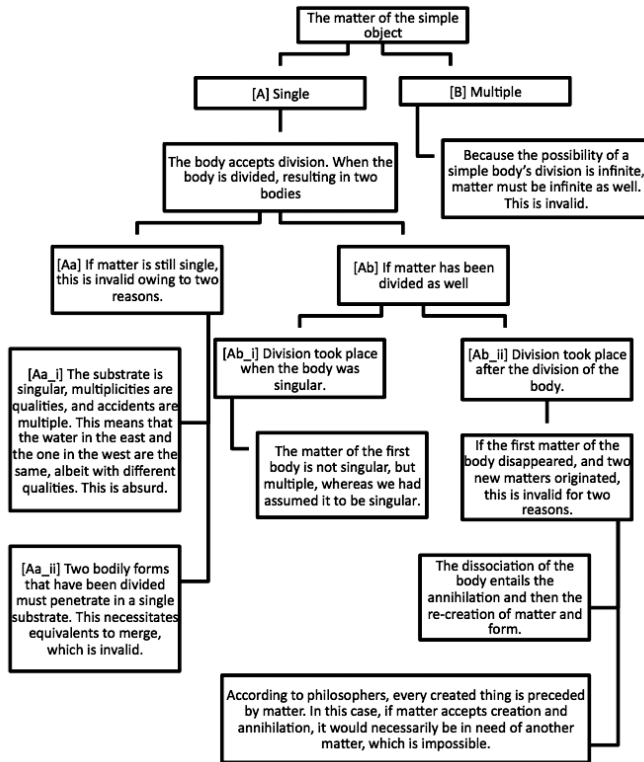 The matter of the simple
object
[A] Single
[B] Multiple
The body accepts division. When
the body is divided, resulting in two
bodies
Because the possibility of a
simple body's division is infinite,
matter must be infinite as well.
This is invalid.
[Aa] If matter is still single,
this is invalid owing to two
reasons.
[Ab] If matter has been
divided as well
[Aa_i] The substrate is
singular, multiplicities are
qualities, and accidents are
multiple. This means that
the water in the east and
the one in the west are the
same, albeit with different
qualities. This is absurd.
[Ab_i] Division took place
when the body was
singular.
[Ab_ii] Division took place
after the division of the
body.
The matter of the first
body is not singular, but
multiple, whereas we had
assumed it to be singular.
If the first matter of the
body disappeared, and two
new matters originated,
this is invalid for two
reasons.
[Aa_ii] Two bodily forms
that have been divided
must penetrate in a single
substrate. This necessitates
equivalents to merge,
which is invalid.
The dissociation of the
body entails the
annihilation and then the
re-creation of matter and
form.
According to philosophers, every created thing is preceded
by matter. In this case, if matter accepts creation and
annihilation, it would necessarily be in need of another
matter, which is impossible.